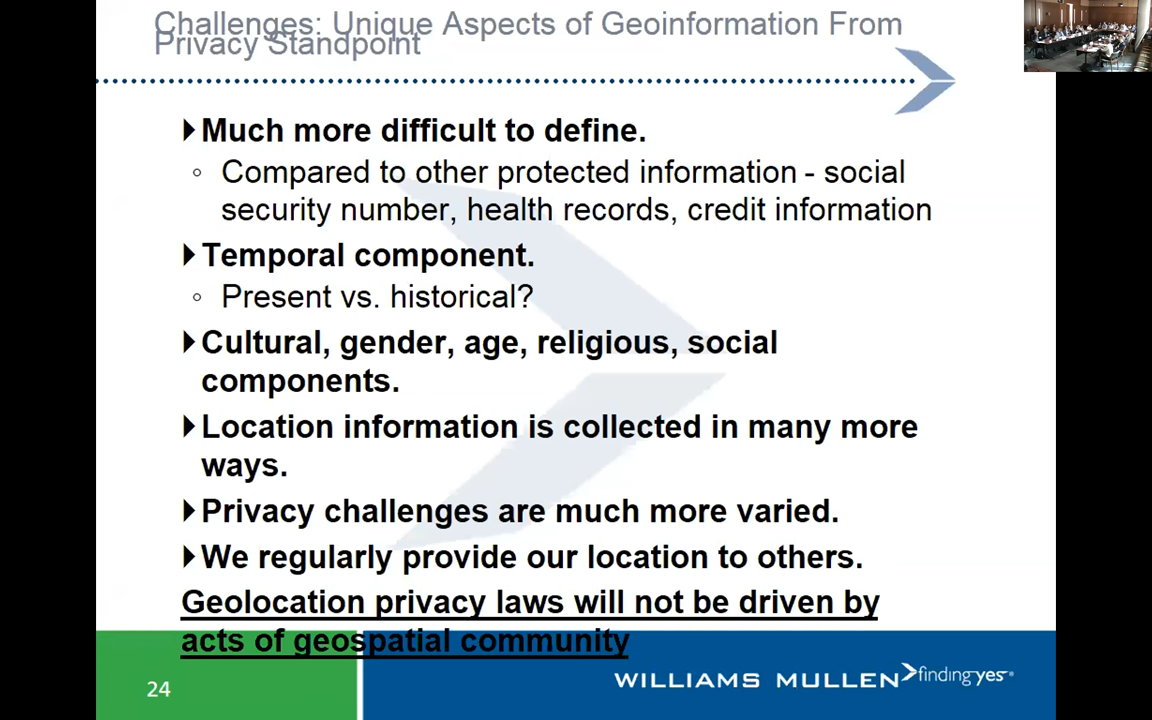 Challenges: Unique Aspects of Geoinformation From
Privacy Standpoint
Much more difficult to define.
Compared to other protected information - social
security number, health records, credit information
Temporal component.
Present vs. historical?
Cultural, gender, age, religious, social
components.
Location information is collected in many more
ways.
Privacy challenges are much more varied.
We regularly provide our location to others.
Geolocation privacy laws will not be driven by
acts of geospatial community
24
WILLIAMS MULLEN findingyes®